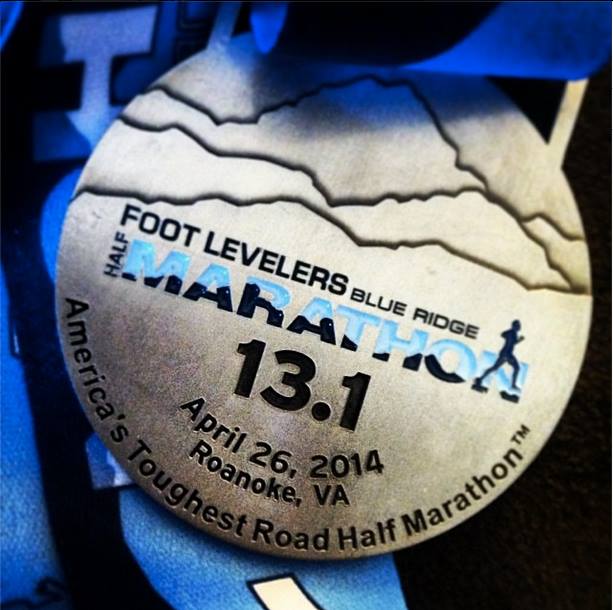 FOOT LEVELERS
BLUE RIDGE
HALF
MARATHON
13.1
April 26, 2014
Roanoke, VA
America's Toughest Road Half Marathon™